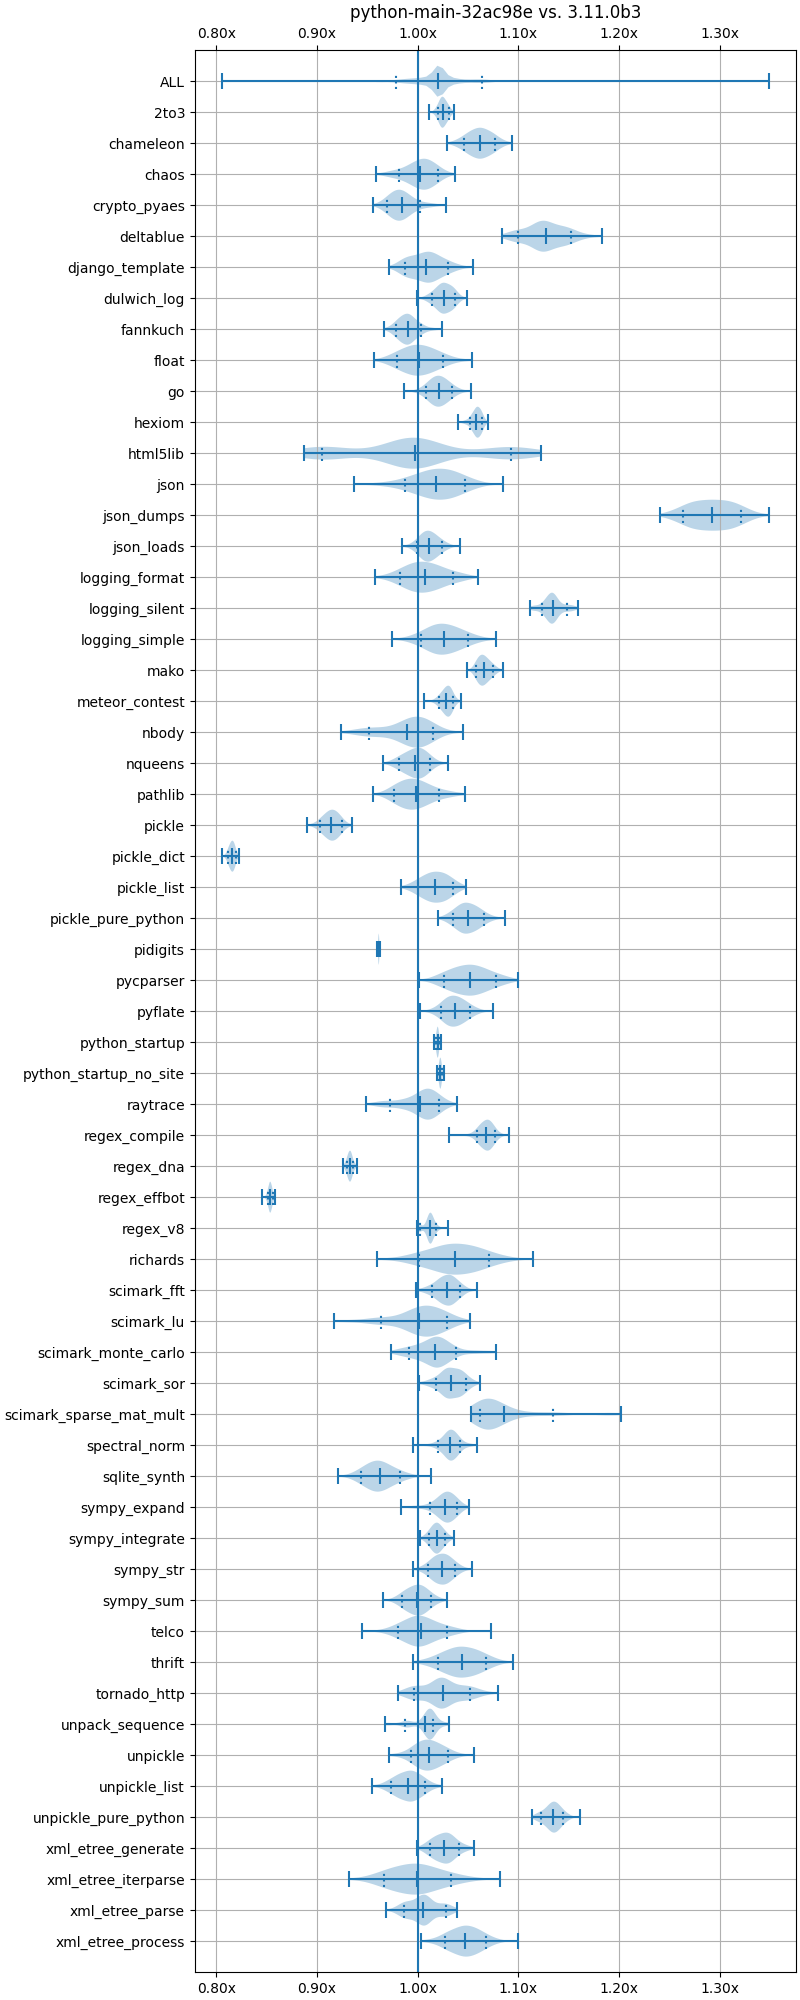 python-main-32ac98e vs. 3.11.0b3
0.80x 0.90x 1.00x 1.10x 1.20x 1.30x
ALL
2to3
chameleon
chaos
crypto_pyaes
deltablue
django_template
dulwich_log
fannkuch
float
go
hexiom
html5lib
json
json_dumps
json_loads
logging_format
logging_silent
logging_simple
mako
meteor_contest
nbody
nqueens
pathlib
pickle
pickle_dict
pickle_list
pickle_pure_python
pidigits
pycparser
pyflate
python_startup
python_startup_no_site
raytrace
regex_compile
regex_dna
regex_effbot
regex_v8
richards
scimark_fft
scimark_lu
scimark_monte_carlo
scimark_sor
scimark_sparse_mat_mult
spectral_norm
sqlite_synth
sympy_expand
sympy_integrate
sympy_str
sympy_sum
telco
thrift
tornado_http
unpack_sequence
unpickle
unpickle_list
unpickle_pure_python
xml_etree_generate
xml_etree_iterparse
xml_etree_parse
xml_etree_process
0.80x 0.90x 1.00x 1.10x 1.20x 1.30x